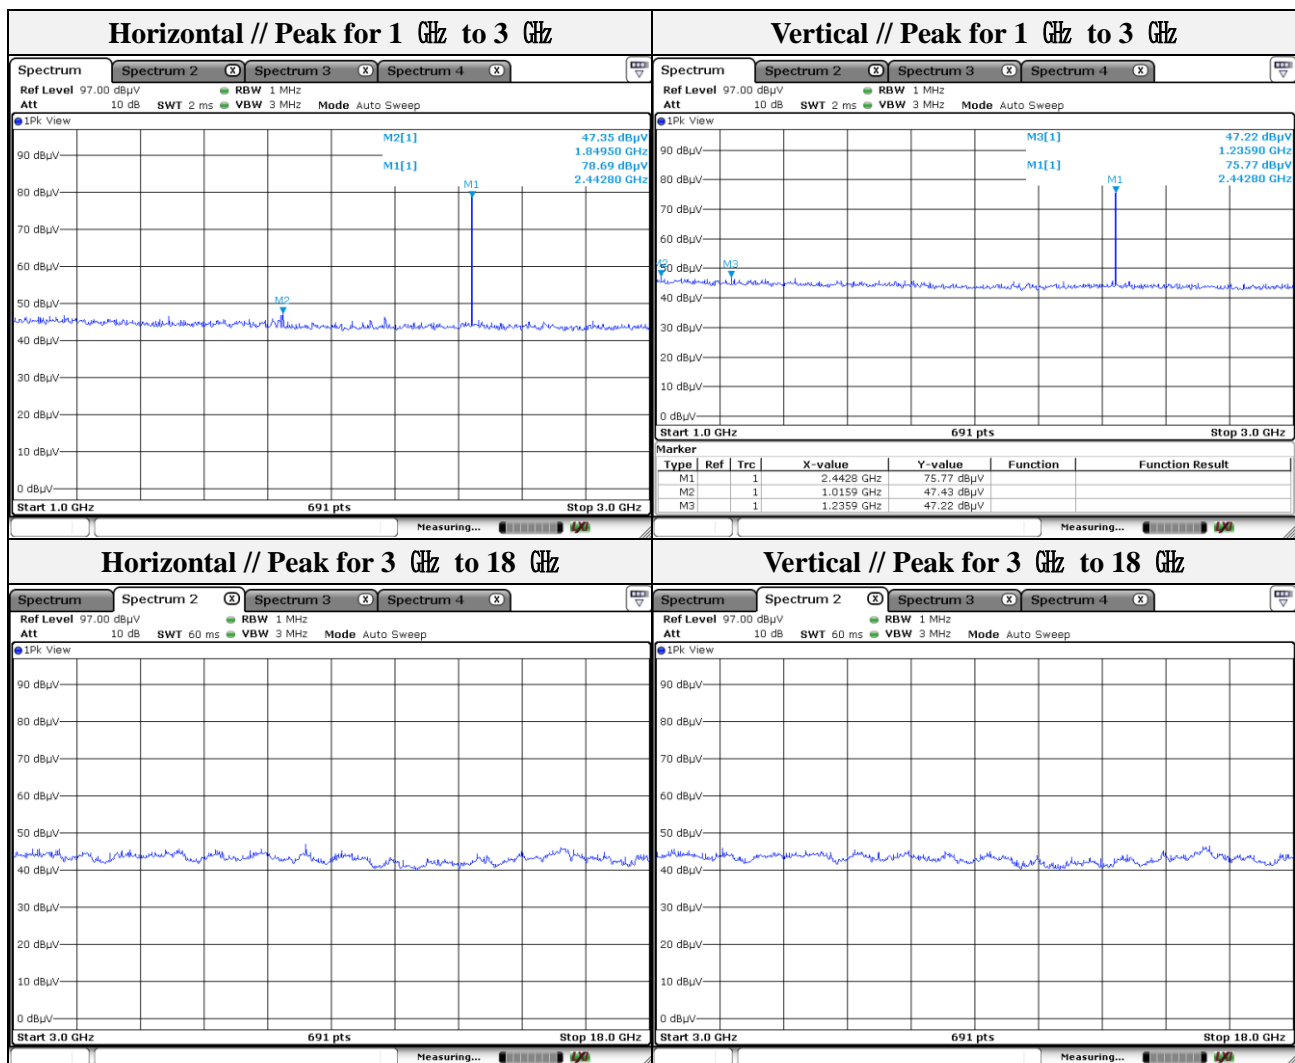 Horizontal // Peak for 1 ㎓ to 3 ㎓
Spectrum Spectrum 2 Spectrum 3 Spectrum 4
Ref Level 97.00 dBµV RBW 1 MHz
Att 10 dB SWT 2 ms VBW 3 MHz Mode Auto Sweep
1Pk View
M2[1] 47.35 dBµV
1.84950 GHz
M1[1] 78.69 dBµV
2.44280 GHz
90 dBµV
M1
80 dBµV
70 dBµV
60 dBµV
50 dBµV
M2
40 dBµV
30 dBµV
20 dBµV
10 dBµV
0 dBµV
Start 1.0 GHz 691 pts Stop 3.0 GHz
Measuring...
Vertical // Peak for 1 ㎓ to 3 ㎓
Spectrum Spectrum 2 Spectrum 3 Spectrum 4
Ref Level 97.00 dBµV RBW 1 MHz
Att 10 dB SWT 2 ms VBW 3 MHz Mode Auto Sweep
1Pk View
M3[1] 47.22 dBµV
1.23590 GHz
M1[1] 75.77 dBµV
2.44280 GHz
90 dBµV
80 dBµV
M1
70 dBµV
60 dBµV
M2 M3
50 dBµV
40 dBµV
30 dBµV
20 dBµV
10 dBµV
0 dBµV
Start 1.0 GHz 691 pts Stop 3.0 GHz
Marker
Type Ref Trc X-value Y-value Function Function Result
M1 1 2.4428 GHz 75.77 dBµV
M2 1 1.0159 GHz 47.43 dBµV
M3 1 1.2359 GHz 47.22 dBµV
Measuring...
Horizontal // Peak for 3 ㎓ to 18 ㎓
Spectrum Spectrum 2 Spectrum 3 Spectrum 4
Ref Level 97.00 dBµV RBW 1 MHz
Att 10 dB SWT 60 ms VBW 3 MHz Mode Auto Sweep
1Pk View
90 dBµV
80 dBµV
70 dBµV
60 dBµV
50 dBµV
40 dBµV
30 dBµV
20 dBµV
10 dBµV
0 dBµV
Start 3.0 GHz 691 pts Stop 18.0 GHz
Measuring...
Vertical // Peak for 3 ㎓ to 18 ㎓
Spectrum Spectrum 2 Spectrum 3 Spectrum 4
Ref Level 97.00 dBµV RBW 1 MHz
Att 10 dB SWT 60 ms VBW 3 MHz Mode Auto Sweep
1Pk View
90 dBµV
80 dBµV
70 dBµV
60 dBµV
50 dBµV
40 dBµV
30 dBµV
20 dBµV
10 dBµV
0 dBµV
Start 3.0 GHz 691 pts Stop 18.0 GHz
Measuring...